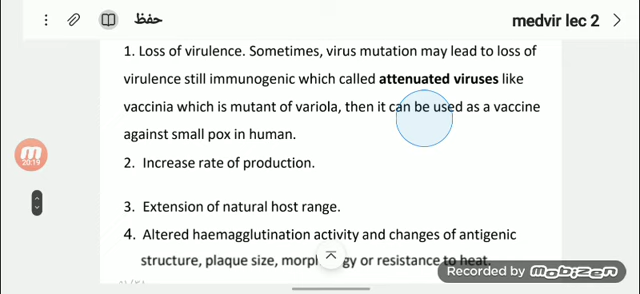 حفظ
medvir lec 2
1. Loss of virulence. Sometimes, virus mutation may lead to loss of
virulence still immunogenic which called attenuated viruses like
vaccinia which is mutant of variola, then it can be used as a vaccine
against small pox in human.
2. Increase rate of production.
20:19
3. Extension of natural host range.
4. Altered haemagglutination activity and changes of antigenic
structure, plaque size, or resistance to heat.
Recorded by mobizen